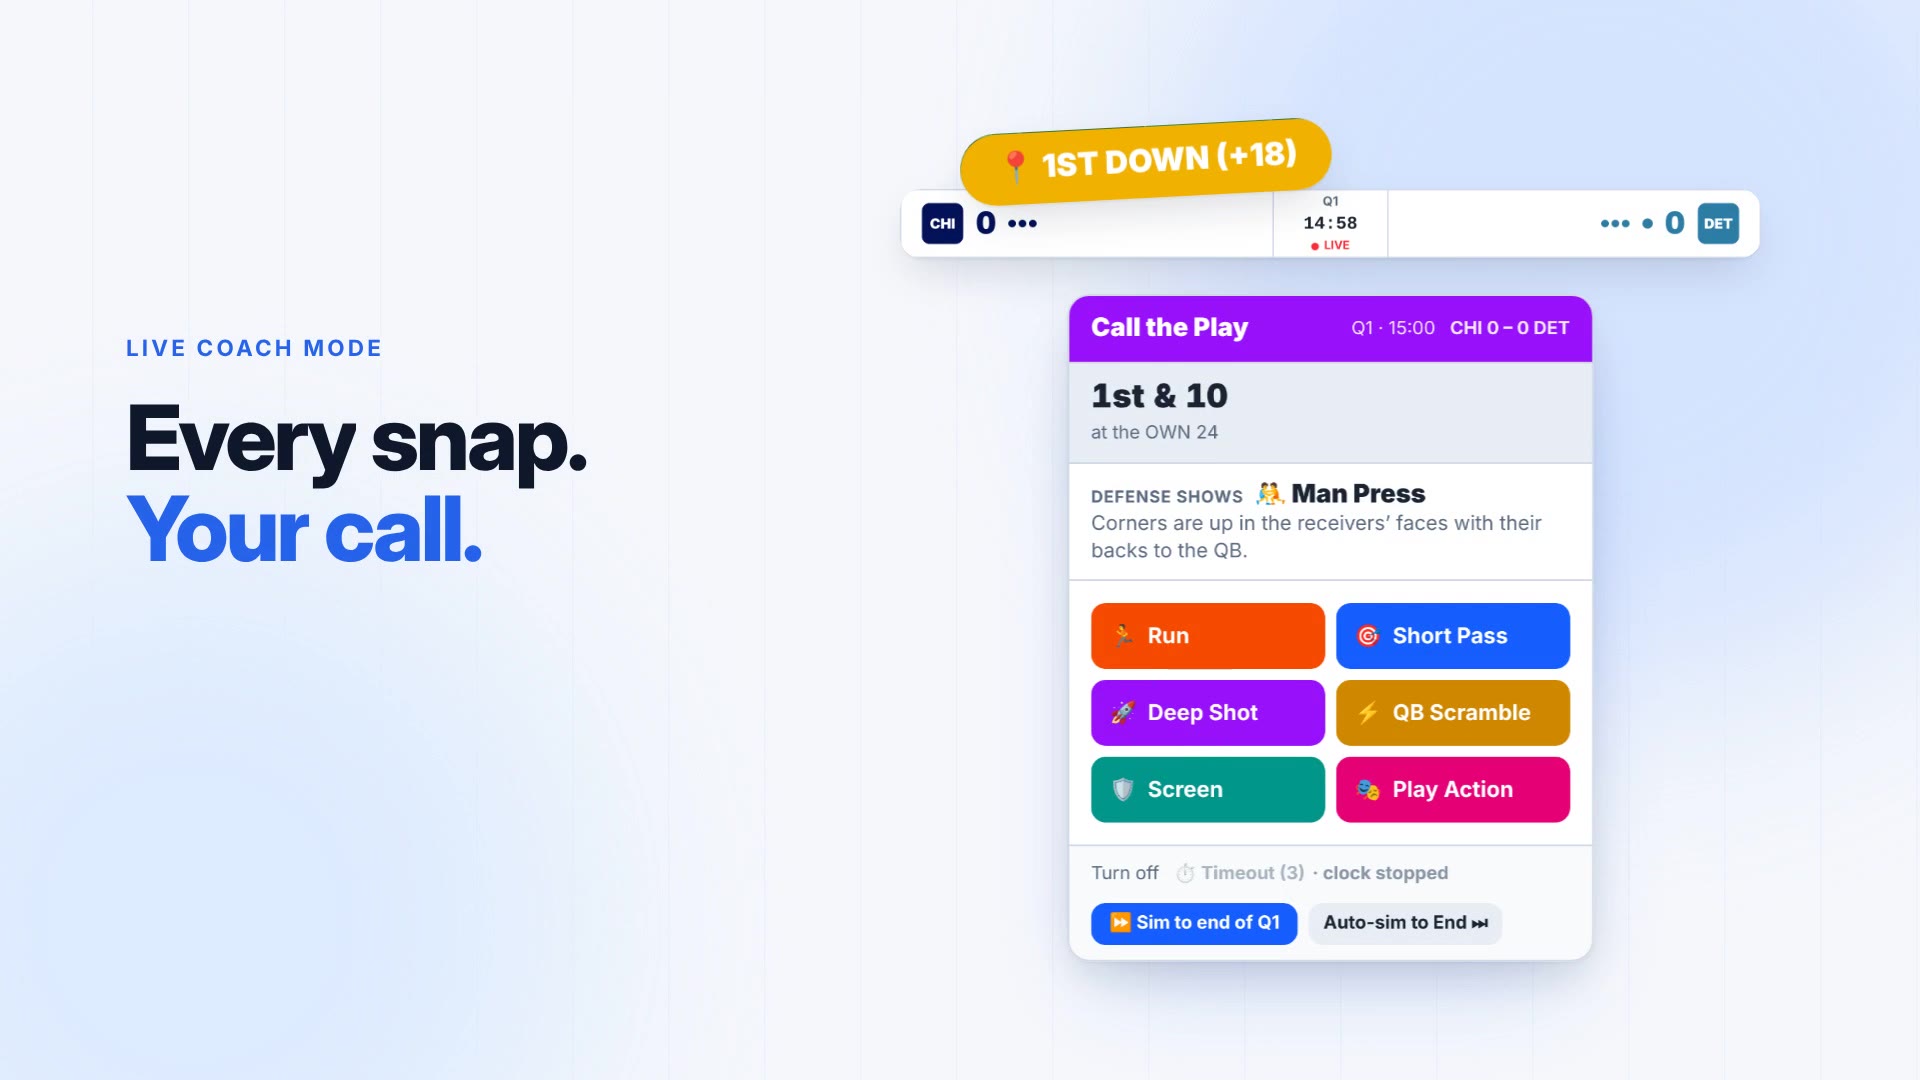 LIVE COACH MODE
Every snap.
Your call.
📍 1ST DOWN (+18)
CHI 0 •••
Q1
14:58
● LIVE
••• • 0 DET
Call the Play Q1 · 15:00 CHI 0 – 0 DET
1st & 10
at the OWN 24
DEFENSE SHOWS 🤼 Man Press
Corners are up in the receivers’ faces with their
backs to the QB.
🏃 Run
🎯 Short Pass
🚀 Deep Shot
⚡ QB Scramble
🛡️ Screen
🎭 Play Action
Turn off ⏱️ Timeout (3) · clock stopped
⏩ Sim to end of Q1
Auto-sim to End ⏭